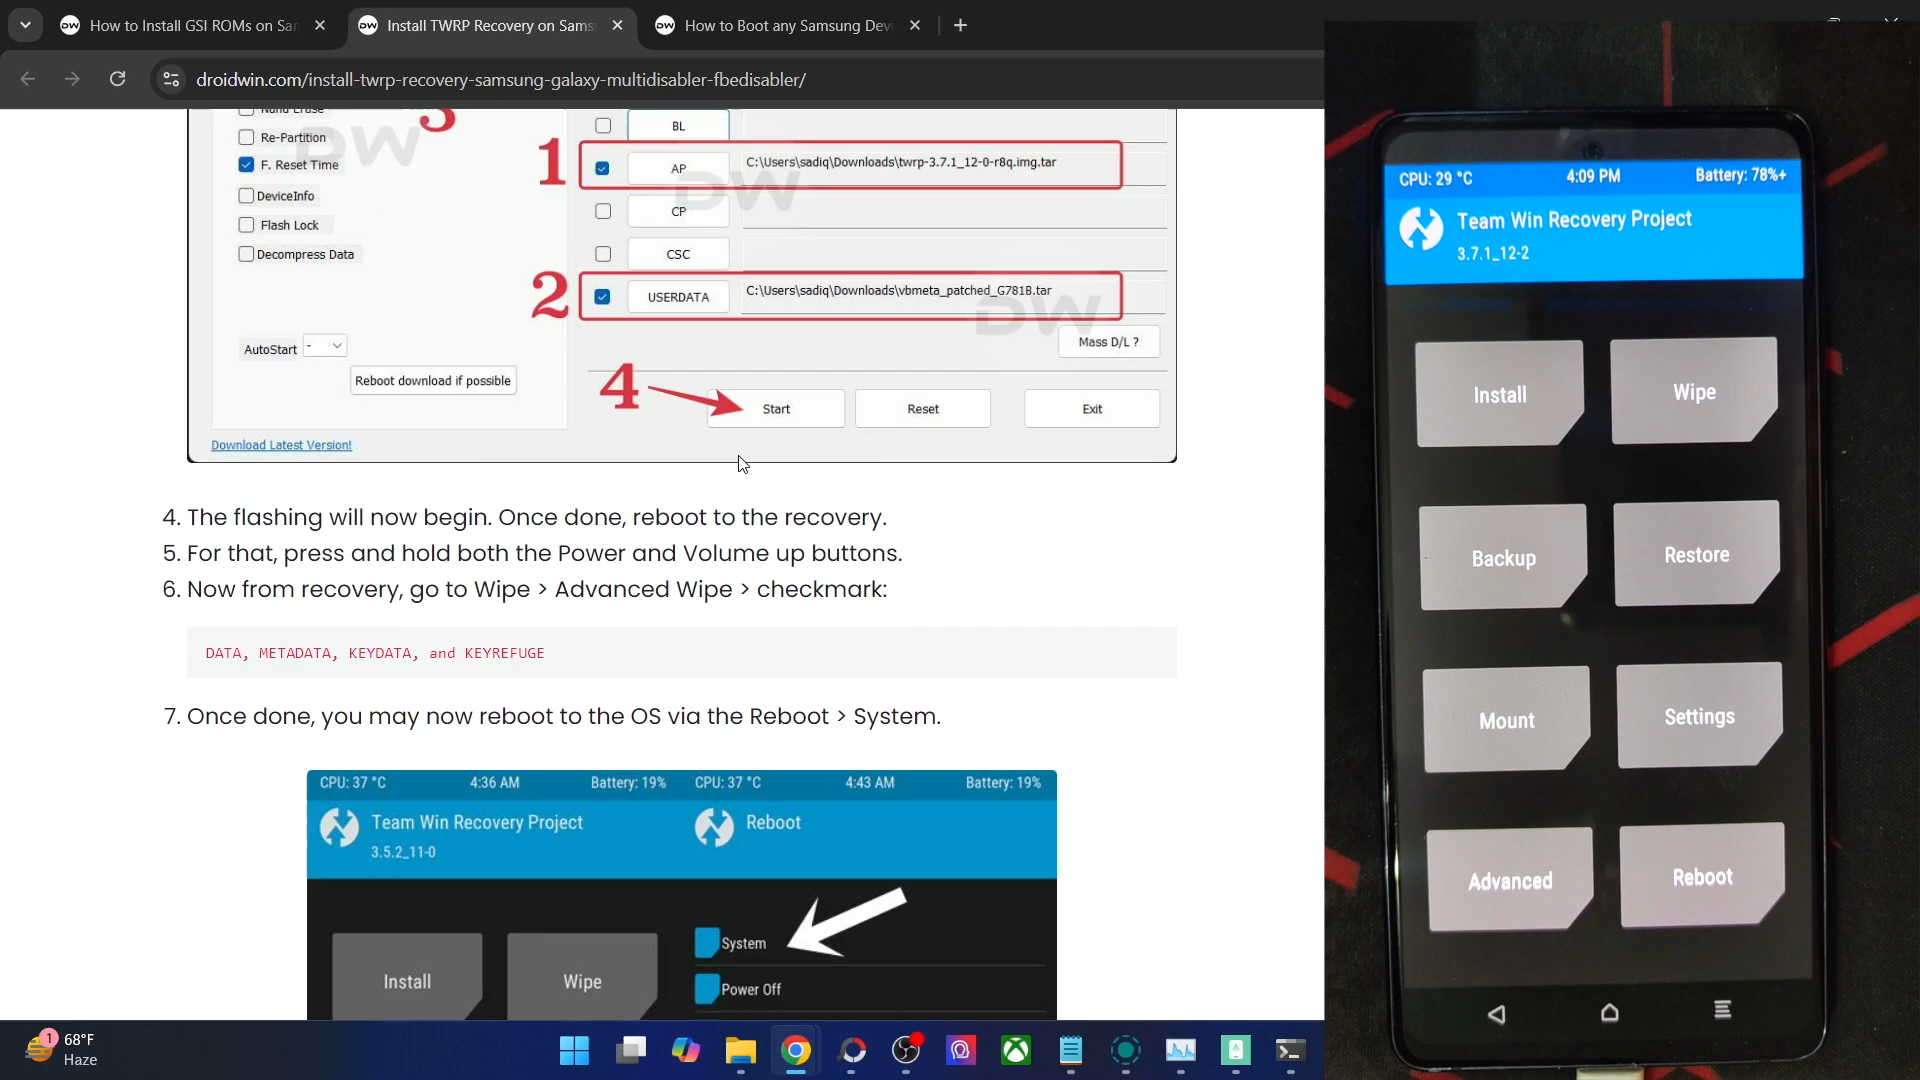 How to Install GSI ROMs on Sam
Install TWRP Recovery on Sams
How to Boot any Samsung Dev
droidwin.com/install-twrp-recovery-samsung-galaxy-multidisabler-fbedisabler/
Nand Erase
Re-Partition
F. Reset Time
DeviceInfo
Flash Lock
Decompress Data
3
BL
1
AP
C:\Users\sadiq\Downloads\twrp-3.7.1_12-0-r8q.img.tar
CP
CSC
2
USERDATA
C:\Users\sadiq\Downloads\vbmeta_patched_G781B.tar
DW
DW
DW
AutoStart
-
Reboot download if possible
Mass D/L ?
4
Start
Reset
Exit
Download Latest Version!
4. The flashing will now begin. Once done, reboot to the recovery.
5. For that, press and hold both the Power and Volume up buttons.
6. Now from recovery, go to Wipe > Advanced Wipe > checkmark:
DATA, METADATA, KEYDATA, and KEYREFUGE
7. Once done, you may now reboot to the OS via the Reboot > System.
CPU: 37 °C
4:36 AM
Battery: 19%
Team Win Recovery Project
3.5.2_11-0
Install
Wipe
CPU: 37 °C
4:43 AM
Battery: 19%
Reboot
System
Power Off
CPU: 29 °C
4:09 PM
Battery: 78%+
Team Win Recovery Project
3.7.1_12-2
Install
Wipe
Backup
Restore
Mount
Settings
Advanced
Reboot
1
68°F
Haze